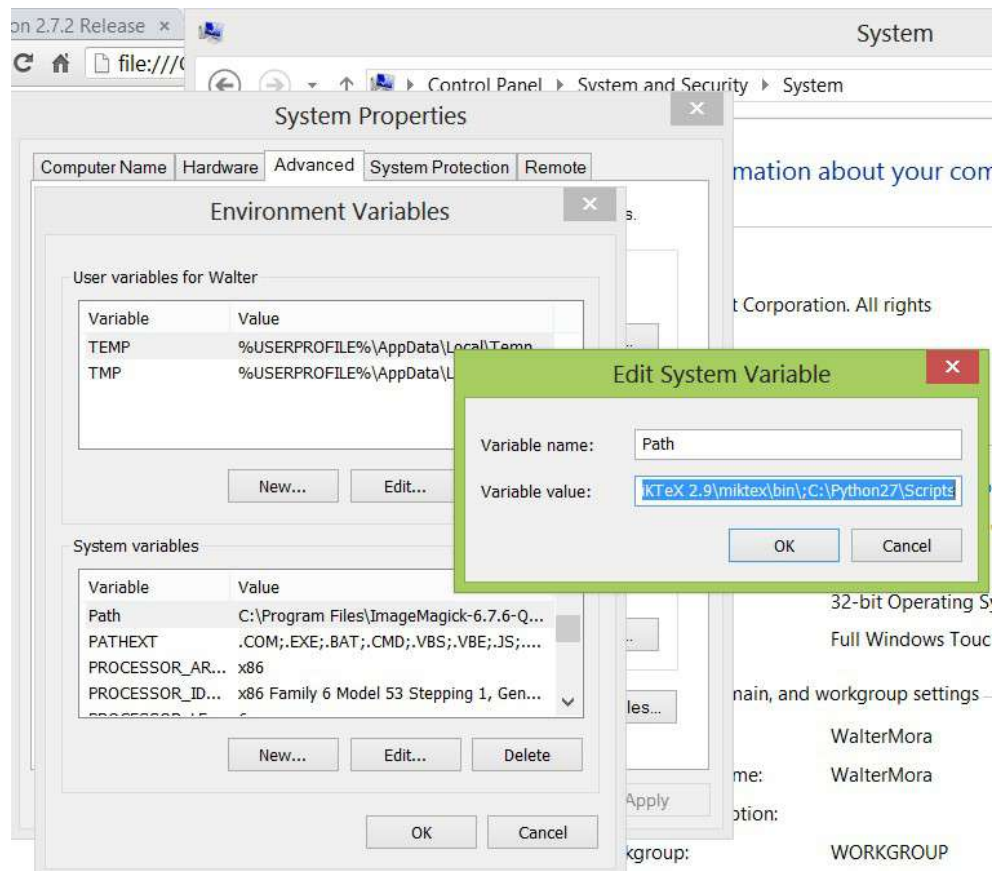 on 2.7.2 Release ×
System
file:///
Control Panel System and Security System
System Properties
Computer Name Hardware Advanced System Protection Remote
mation about your com
Environment Variables
s.
User variables for Walter
t Corporation. All rights
Variable Value
TEMP %USERPROFILE%\AppData\Local\Temp
TMP %USERPROFILE%\AppData\L
Edit System Variable
Variable name: Path
Variable value: iKTeX 2.9\miktex\bin\;C:\Python27\Scripts
New... Edit...
OK Cancel
System variables
Variable Value
Path C:\Program Files\ImageMagick-6.7.6-Q...
PATHEXT .COM;.EXE;.BAT;.CMD;.VBS;.VBE;.JS;....
PROCESSOR_AR... x86
PROCESSOR_ID... x86 Family 6 Model 53 Stepping 1, Gen...
32-bit Operating Sy
Full Windows Touc
main, and workgroup settings
les...
WalterMora
New... Edit... Delete
me: WalterMora
Apply
ption:
OK Cancel
kgroup: WORKGROUP